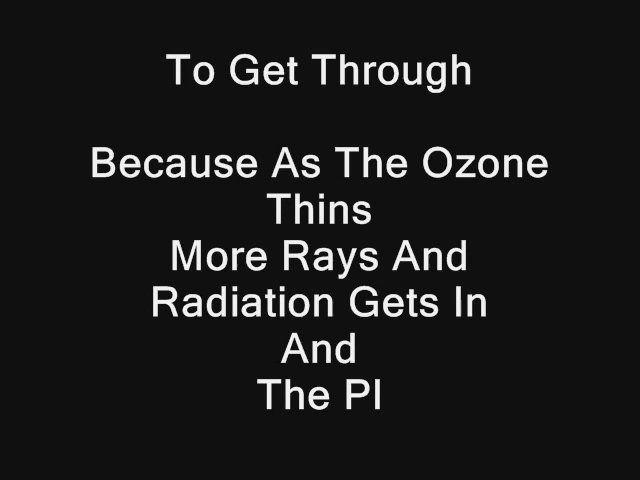 To Get Through
Because As The Ozone
Thins
More Rays And
Radiation Gets In
And
The Pl